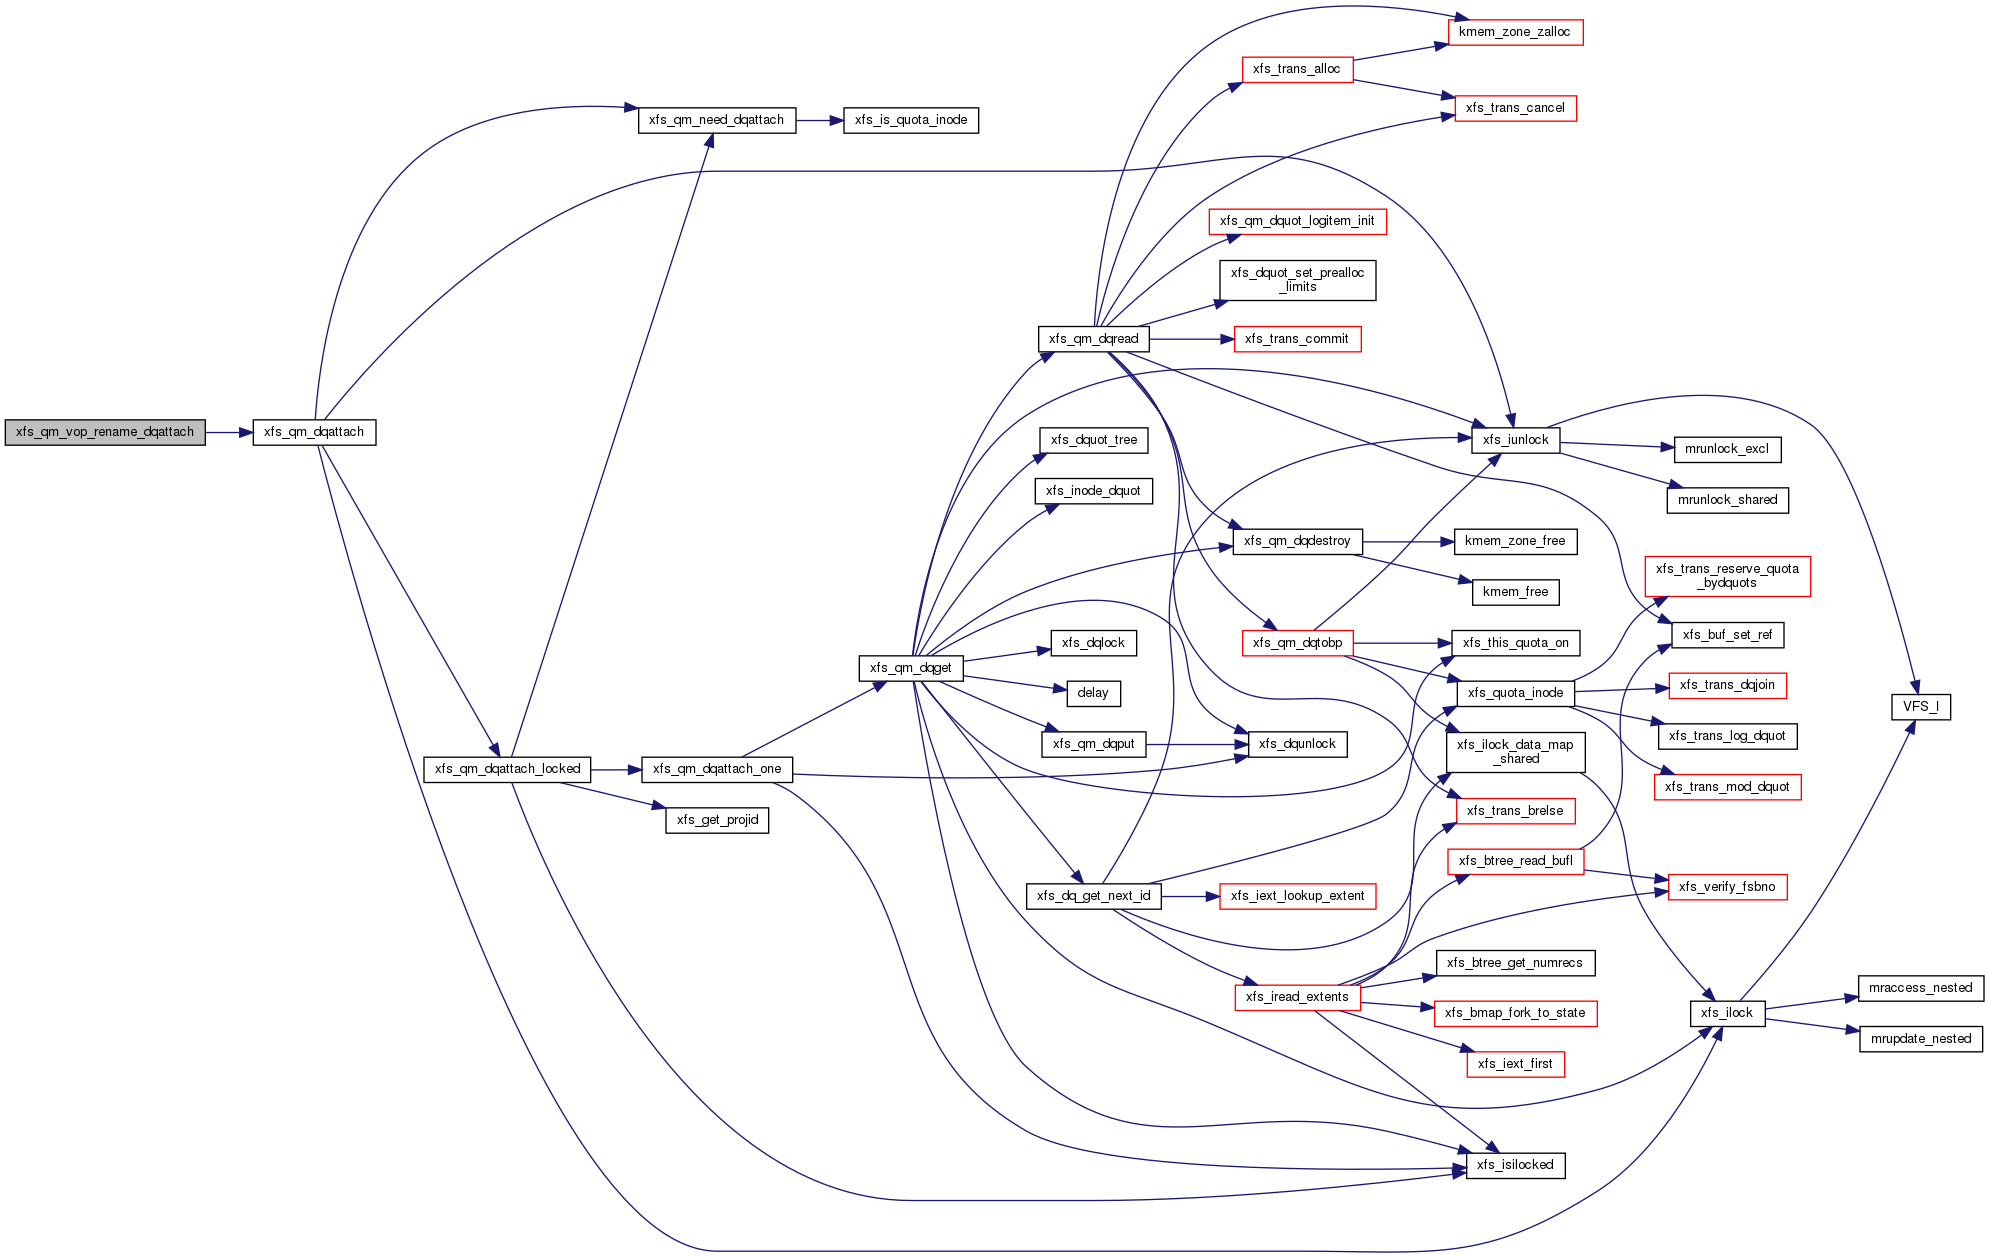 kmem_zone_zalloc
xfs_trans_alloc
xfs_trans_cancel
xfs_qm_need_dqattach
xfs_is_quota_inode
xfs_qm_dquot_logitem_init
xfs_dquot_set_prealloc
_limits
xfs_qm_dqread
xfs_trans_commit
xfs_qm_vop_rename_dqattach
xfs_qm_dqattach
xfs_dquot_tree
xfs_iunlock
mrunlock_excl
xfs_inode_dquot
mrunlock_shared
xfs_qm_dqdestroy
kmem_zone_free
xfs_trans_reserve_quota
_bydquots
kmem_free
xfs_qm_dqtobp
xfs_this_quota_on
xfs_buf_set_ref
xfs_dqlock
xfs_qm_dqget
delay
xfs_quota_inode
xfs_trans_dqjoin
VFS_I
xfs_trans_log_dquot
xfs_qm_dqput
xfs_dqunlock
xfs_ilock_data_map
_shared
xfs_qm_dqattach_locked
xfs_qm_dqattach_one
xfs_trans_mod_dquot
xfs_get_projid
xfs_trans_brelse
xfs_btree_read_bufl
xfs_verify_fsbno
xfs_dq_get_next_id
xfs_iext_lookup_extent
xfs_btree_get_numrecs
xfs_iread_extents
mraccess_nested
xfs_bmap_fork_to_state
xfs_ilock
mrupdate_nested
xfs_iext_first
xfs_isilocked